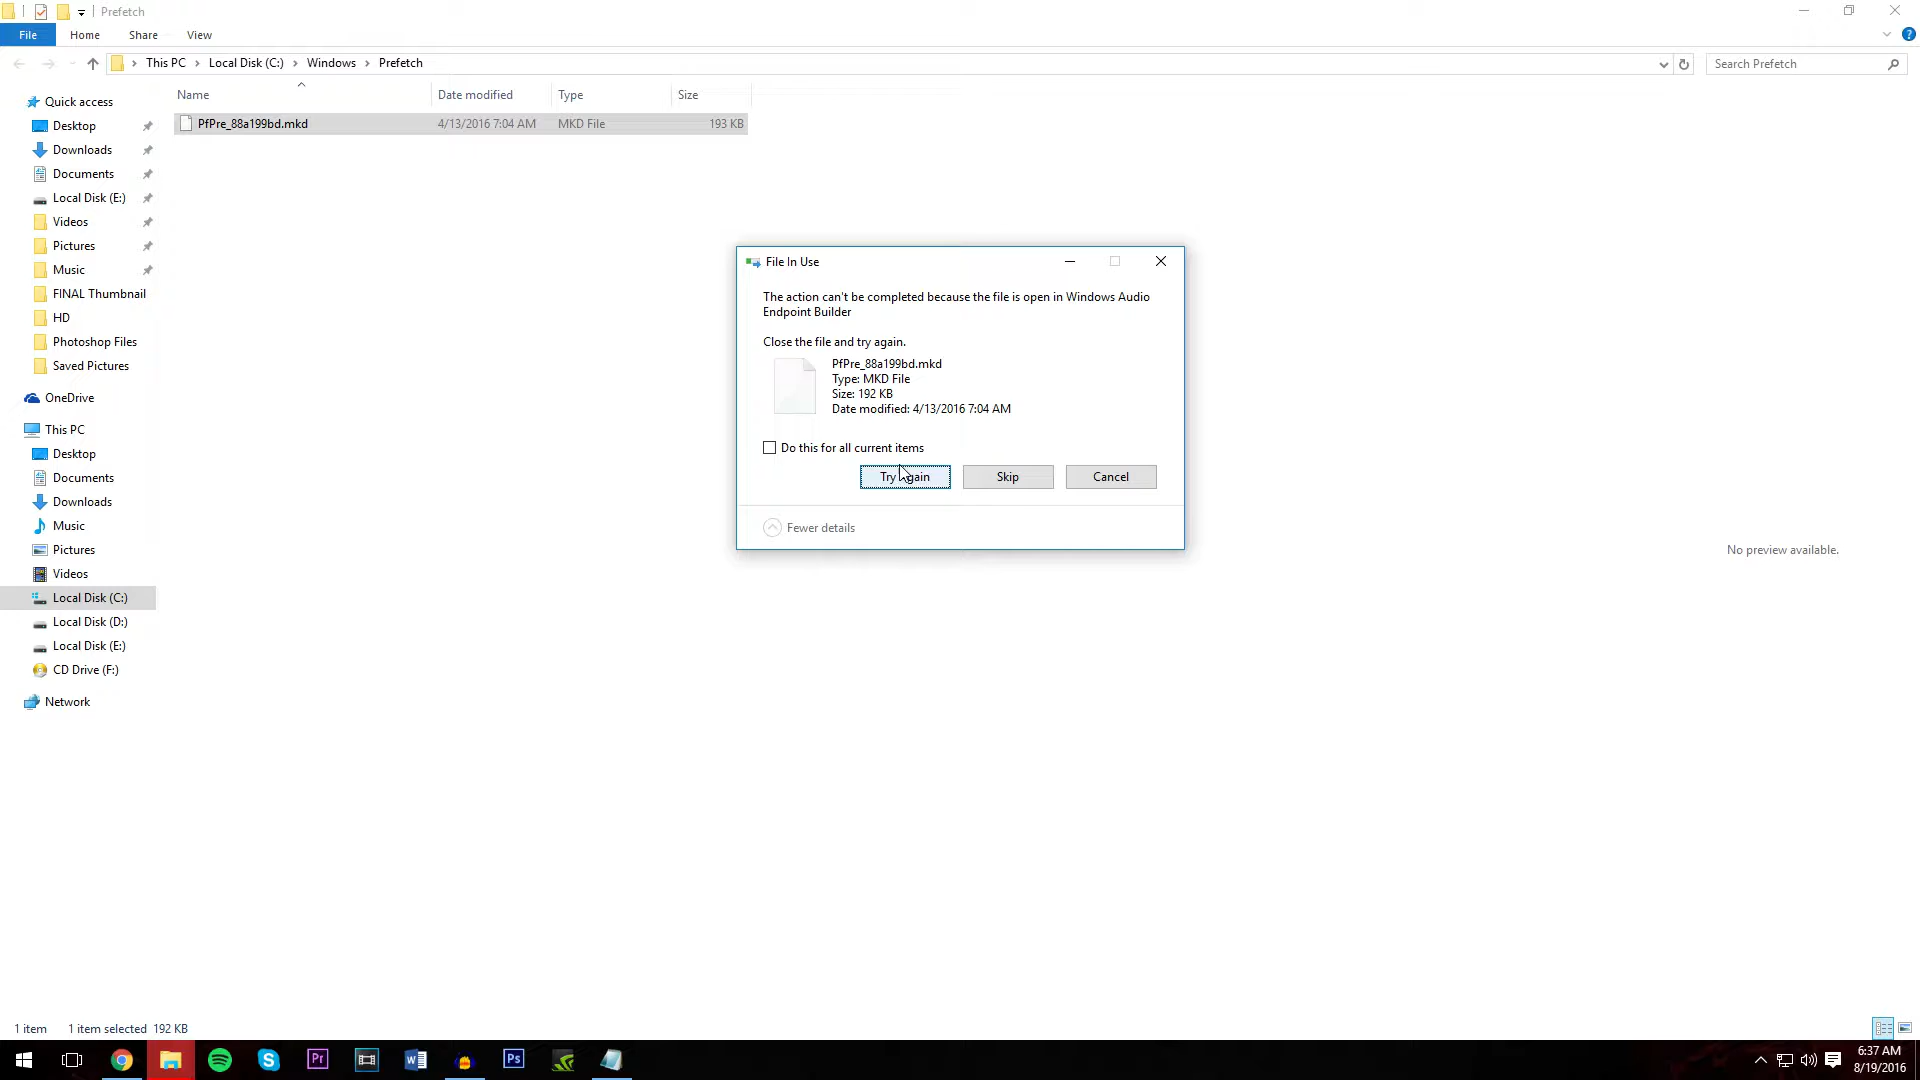 Prefetch
File Home Share View
This PC Local Disk (C:) Windows Prefetch
Search Prefetch
Name Date modified Type Size
PfPre_88a199bd.mkd 4/13/2016 7:04 AM MKD File 193 KB
Quick access
Desktop
Downloads
Documents
Local Disk (E:)
Videos
Pictures
Music
FINAL Thumbnail
HD
Photoshop Files
Saved Pictures
OneDrive
This PC
Desktop
Documents
Downloads
Music
Pictures
Videos
Local Disk (C:)
Local Disk (D:)
Local Disk (E:)
CD Drive (F:)
Network
File In Use
The action can't be completed because the file is open in Windows Audio
Endpoint Builder
Close the file and try again.
PfPre_88a199bd.mkd
Type: MKD File
Size: 192 KB
Date modified: 4/13/2016 7:04 AM
Do this for all current items
Try Again Skip Cancel
Fewer details
No preview available.
1 item 1 item selected 192 KB
Pr Ps
6:37 AM
8/19/2016